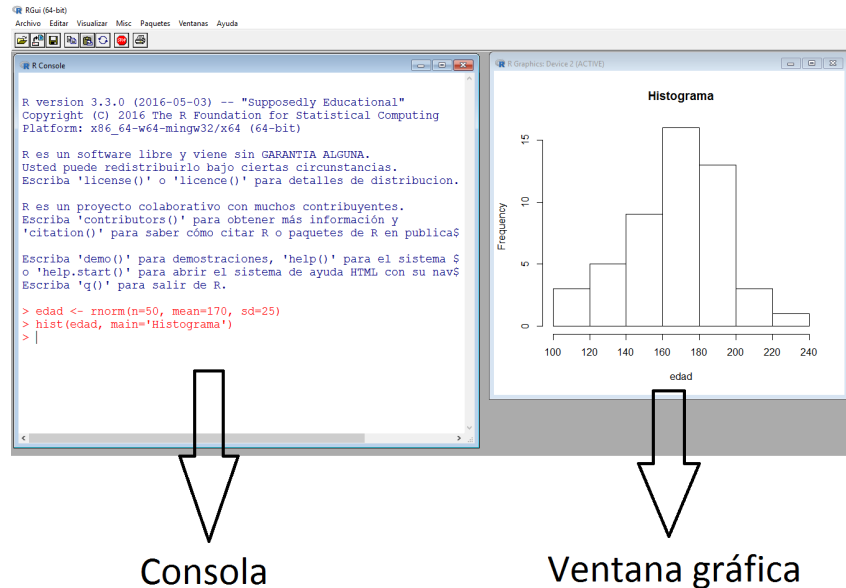 RGui (64-bit)
Archivo Editar Visualizar Misc Paquetes Ventanas Ayuda
STOP
R Console
R version 3.3.0 (2016-05-03) -- "Supposedly Educational"
Copyright (C) 2016 The R Foundation for Statistical Computing
Platform: x86_64-w64-mingw32/x64 (64-bit)
R es un software libre y viene sin GARANTIA ALGUNA.
Usted puede redistribuirlo bajo ciertas circunstancias.
Escriba 'license()' o 'licence()' para detalles de distribucion.
R es un proyecto colaborativo con muchos contribuyentes.
Escriba 'contributors()' para obtener más información y
'citation()' para saber cómo citar R o paquetes de R en publica$
Escriba 'demo()' para demostraciones, 'help()' para el sistema $
o 'help.start()' para abrir el sistema de ayuda HTML con su nav$
Escriba 'q()' para salir de R.
> edad <- rnorm(n=50, mean=170, sd=25)
> hist(edad, main='Histograma')
>
R Graphics: Device 2 (ACTIVE)
Histograma
Frequency
15
10
5
0
100 120 140 160 180 200 220 240
edad
Consola
Ventana gráfica